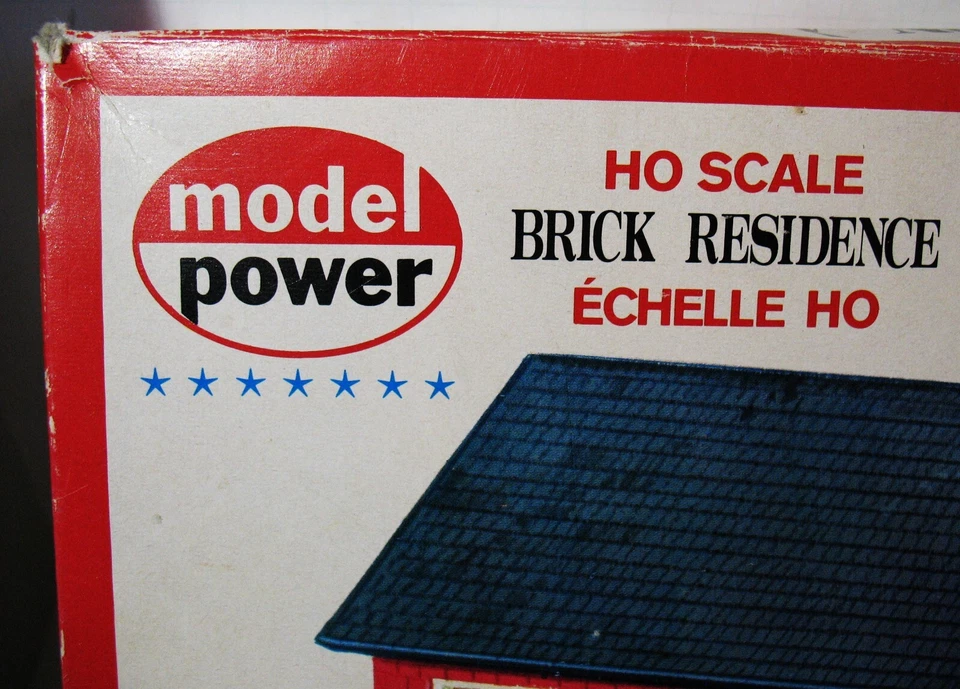 model
power
HO SCALE
BRICK RESIDENCE
ÉCHELLE HO